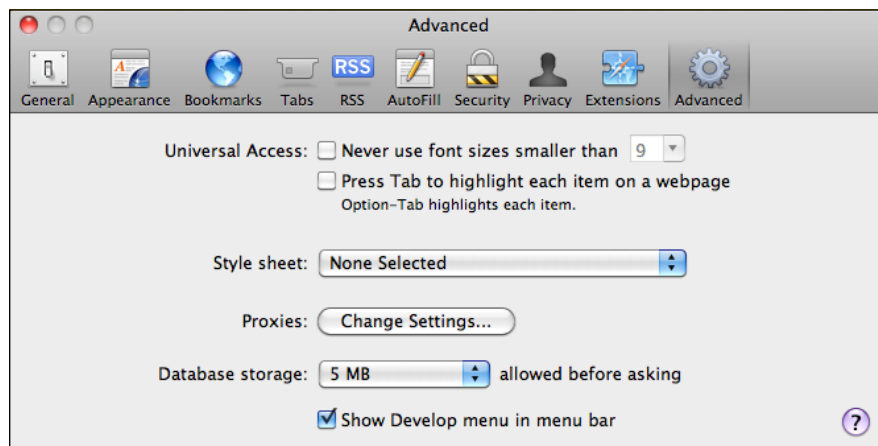 Advanced
RSS
General Appearance Bookmarks Tabs RSS AutoFill Security Privacy Extensions Advanced
Universal Access: Never use font sizes smaller than 9
Press Tab to highlight each item on a webpage
Option-Tab highlights each item.
Style sheet: None Selected
Proxies: Change Settings...
Database storage: 5 MB allowed before asking
Show Develop menu in menu bar
?